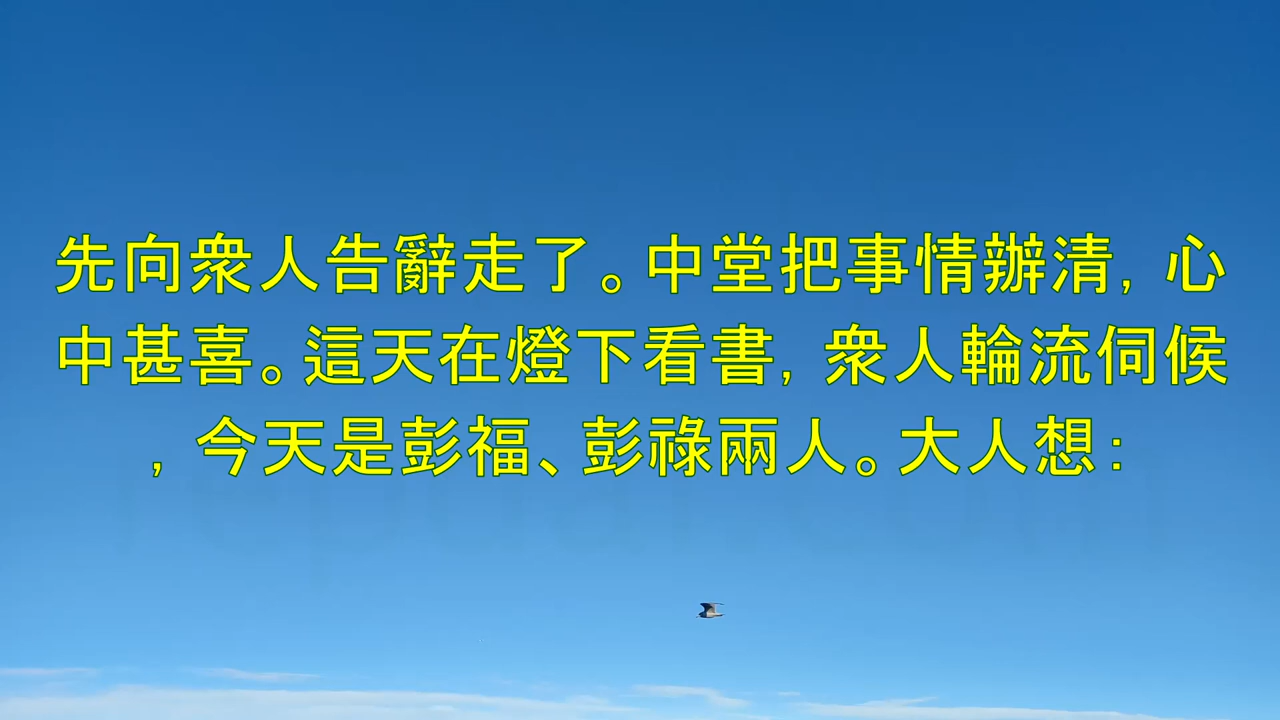 先向衆人告辭走了。中堂把事情辦清，心
中甚喜。這天在燈下看書，衆人輪流伺候
，今天是彭福、彭祿兩人。大人想：